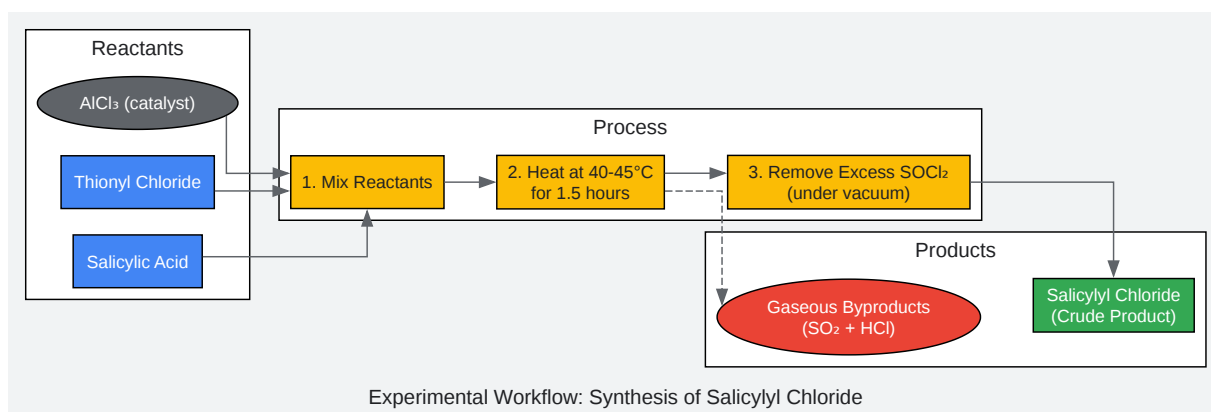 Reactants
AlCl₃ (catalyst)
Thionyl Chloride
Salicylic Acid
Process
1. Mix Reactants
2. Heat at 40-45°C
for 1.5 hours
3. Remove Excess SOCl₂
(under vacuum)
Products
Gaseous Byproducts
(SO₂ + HCl)
Salicylyl Chloride
(Crude Product)
Experimental Workflow: Synthesis of Salicylyl Chloride